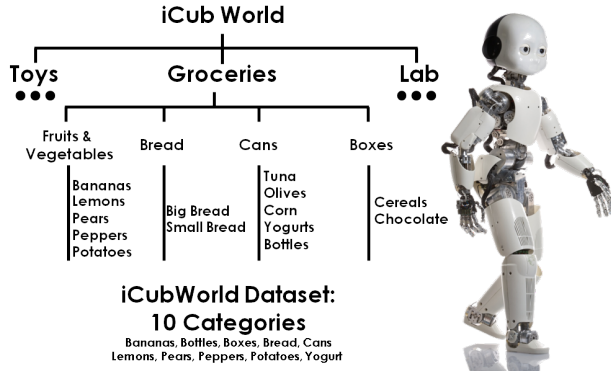 iCub World
Toys Groceries Lab
Fruits &
Vegetables
Bread
Cans
Boxes
Bananas
Lemons
Pears
Peppers
Potatoes
Big Bread
Small Bread
Tuna
Olives
Corn
Yogurts
Bottles
Cereals
Chocolate
iCubWorld Dataset:
10 Categories
Bananas, Bottles, Boxes, Bread, Cans
Lemons, Pears, Peppers, Potatoes, Yogurt